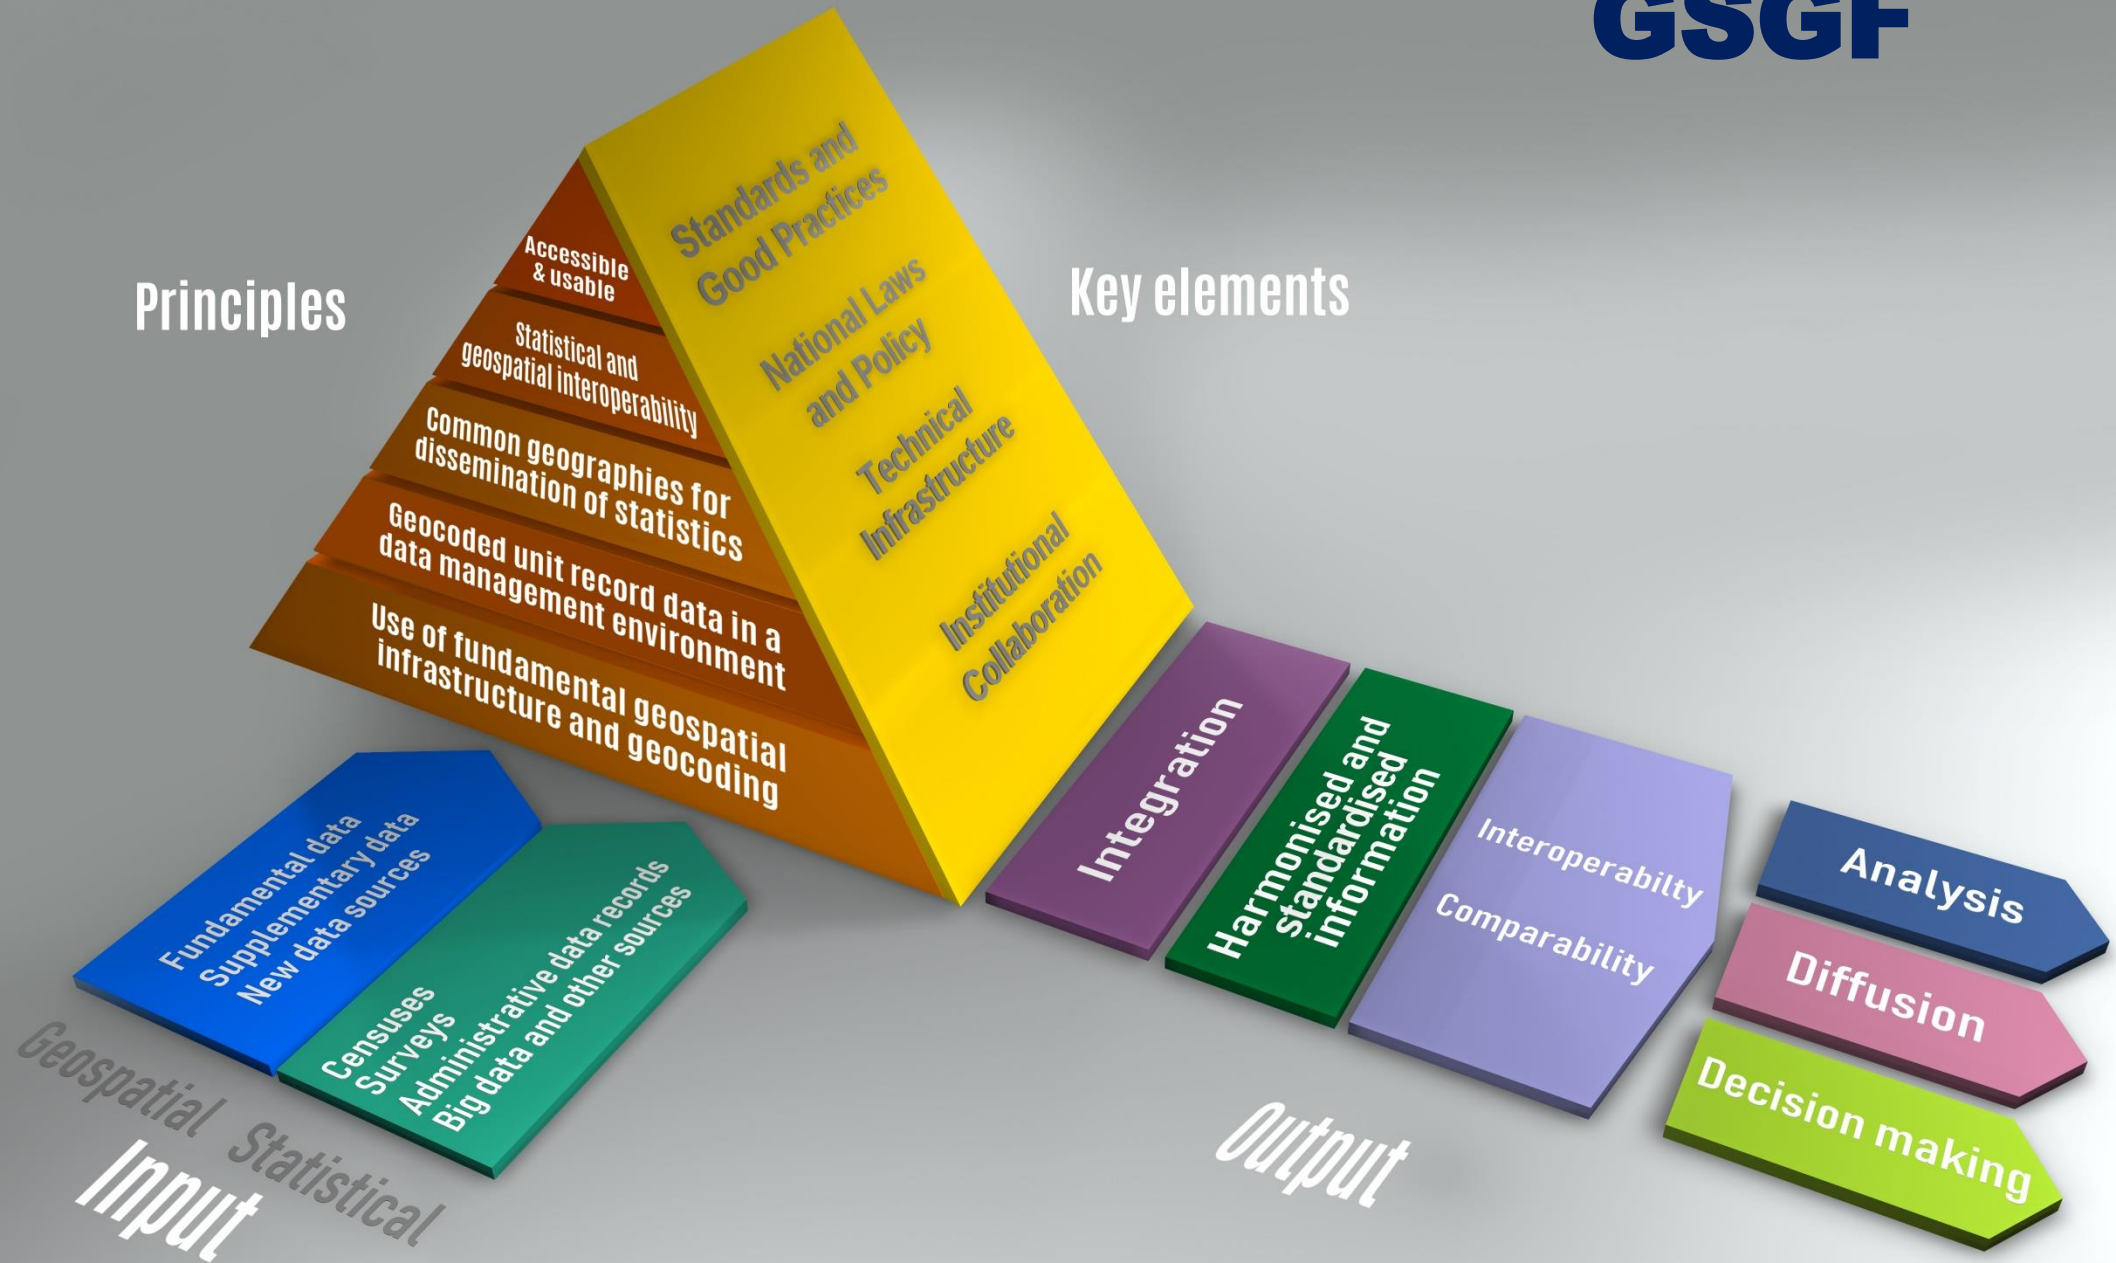 GSGF
Principles
Accessible
& usable
Statistical and
geospatial interoperability
Common geographies for
dissemination of statistics
Geocoded unit record data in a
data management environment
Use of fundamental geospatial
infrastructure and geocoding
Standards and
Good Practices
National Laws
and Policy
Technical
Infrastructure
Institutional
Collaboration
Key elements
Fundamental data
Supplementary data
New data sources
Censuses
Surveys
Administrative data records
Big data and other sources
Geospatial Statistical
Input
Integration
Harmonised and
standardised
information
Interoperabilty
Comparability
Output
Analysis
Diffusion
Decision making